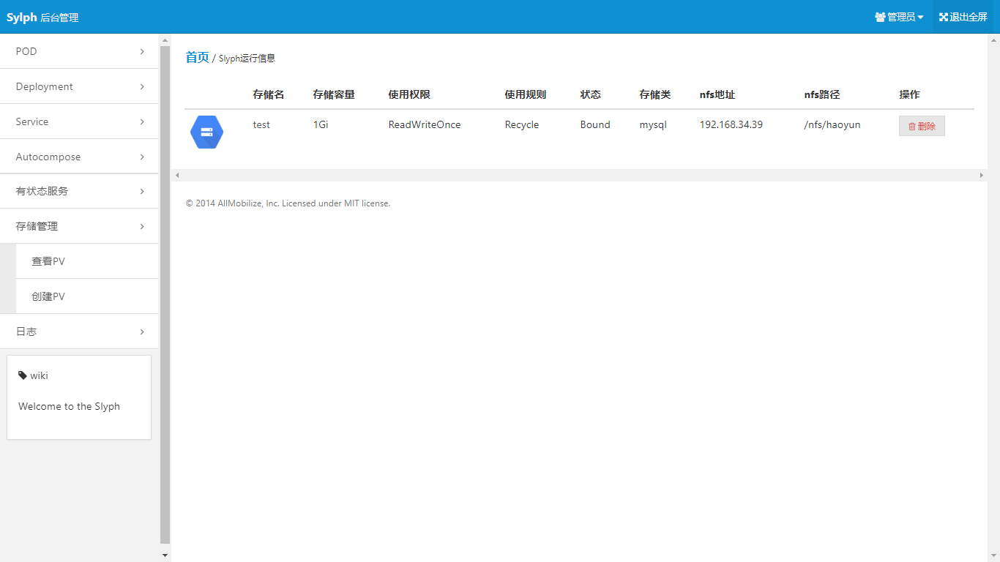 Sylph 后台管理
管理员
退出全屏
POD
Deployment
Service
Autocompose
有状态服务
存储管理
查看PV
创建PV
日志
wiki
Welcome to the Slyph
首页 / Slyph运行信息
存储名 存储容量 使用权限 使用规则 状态 存储类 nfs地址 nfs路径 操作
test 1Gi ReadWriteOnce Recycle Bound mysql 192.168.34.39 /nfs/haoyun 删除
© 2014 AllMobilize, Inc. Licensed under MIT license.